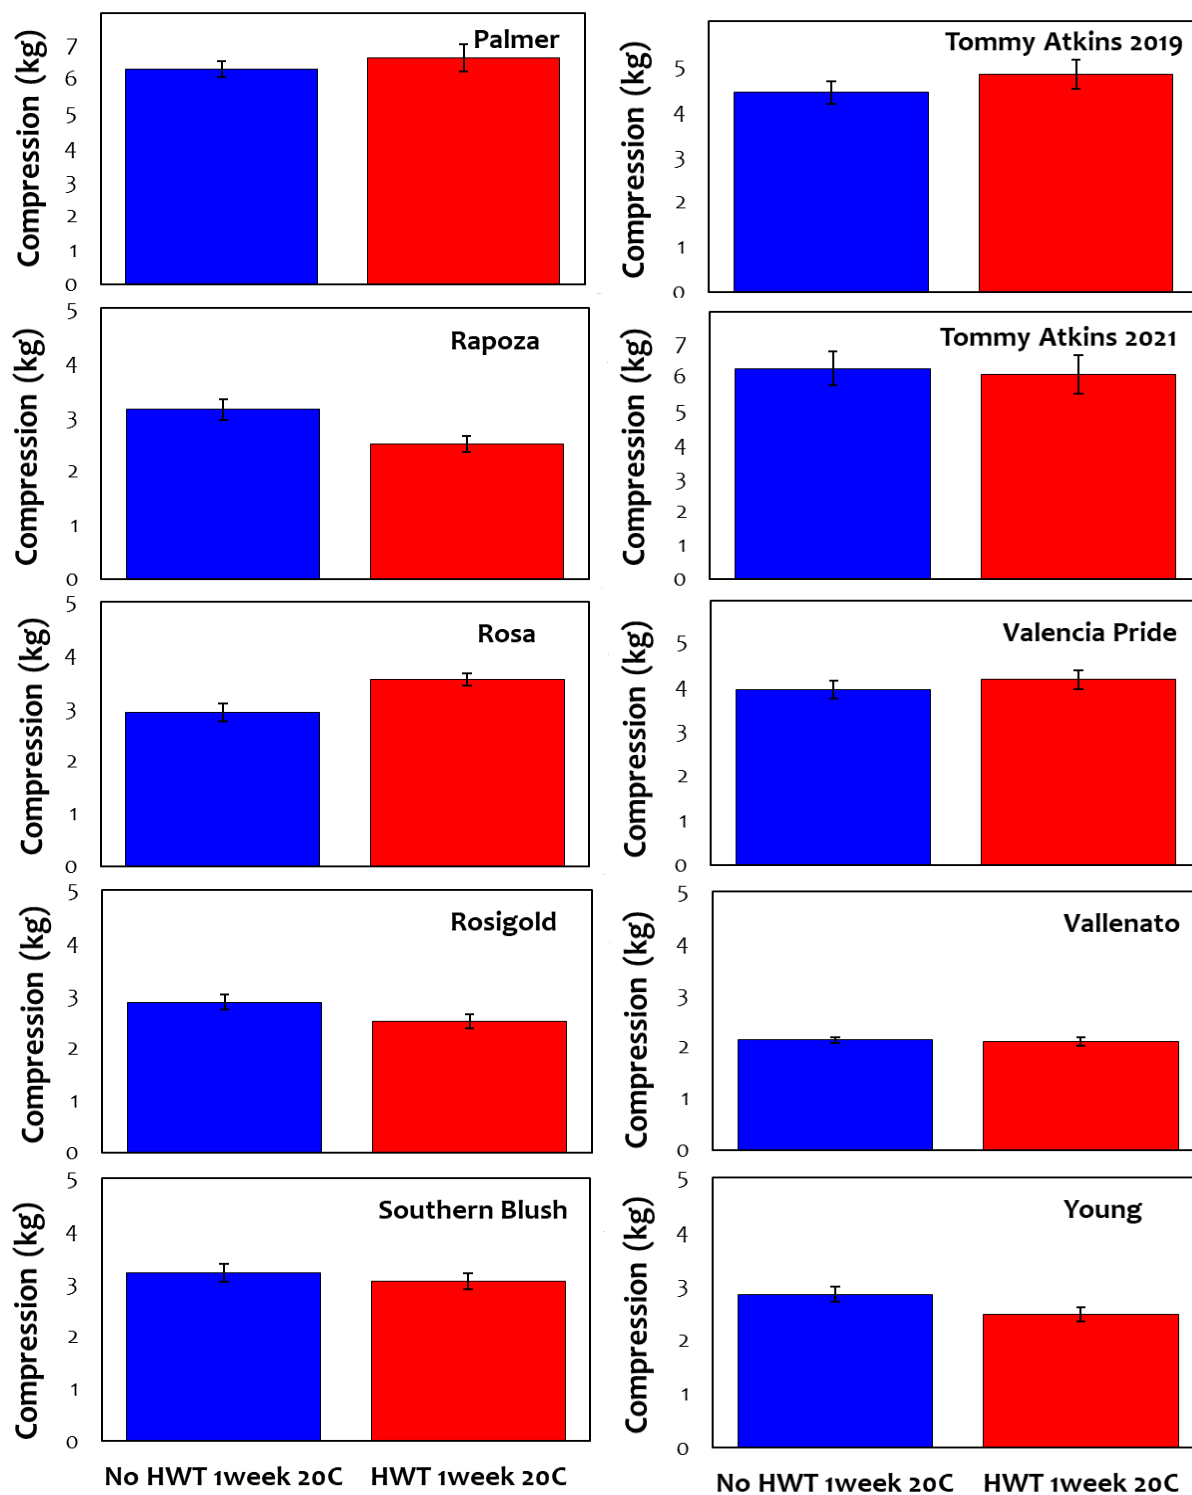 Palmer
Compression (kg)
7
6
5
4
3
2
1
0
Tommy Atkins 2019
Compression (kg)
5
4
3
2
1
0
Rapoza
Compression (kg)
5
4
3
2
1
0
Tommy Atkins 2021
Compression (kg)
7
6
5
4
3
2
1
0
Rosa
Compression (kg)
5
4
3
2
1
0
Valencia Pride
Compression (kg)
5
4
3
2
1
0
Rosigold
Compression (kg)
5
4
3
2
1
0
Vallenato
Compression (kg)
5
4
3
2
1
0
Southern Blush
Compression (kg)
5
4
3
2
1
0
Young
Compression (kg)
5
4
3
2
1
0
No HWT 1week 20C HWT 1week 20C
No HWT 1week 20C HWT 1week 20C